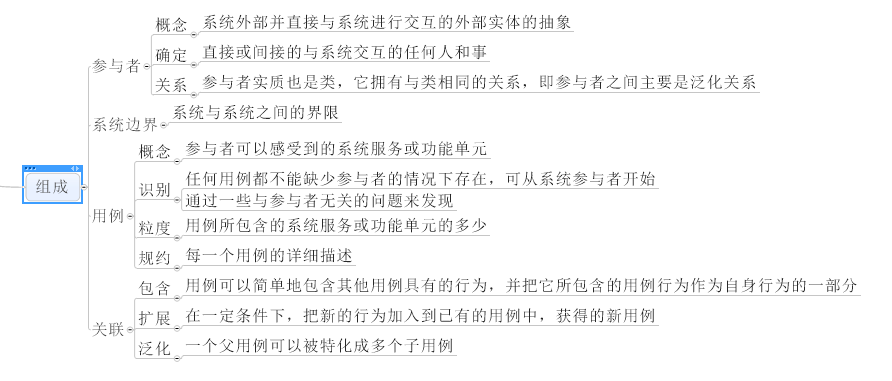 组成
参与者
概念 系统外部并直接与系统进行交互的外部实体的抽象
确定 直接或间接的与系统交互的任何人和事
关系 参与者实质也是类，它拥有与类相同的关系，即参与者之间主要是泛化关系
系统边界 系统与系统之间的界限
用例
概念 参与者可以感受到的系统服务或功能单元
识别 任何用例都不能缺少参与者的情况下存在，可从系统参与者开始
通过一些与参与者无关的问题来发现
粒度 用例所包含的系统服务或功能单元的多少
规约 每一个用例的详细描述
关联
包含 用例可以简单地包含其他用例具有的行为，并把它所包含的用例行为作为自身行为的一部分
扩展 在一定条件下，把新的行为加入到已有的用例中，获得的新用例
泛化 一个父用例可以被特化成多个子用例